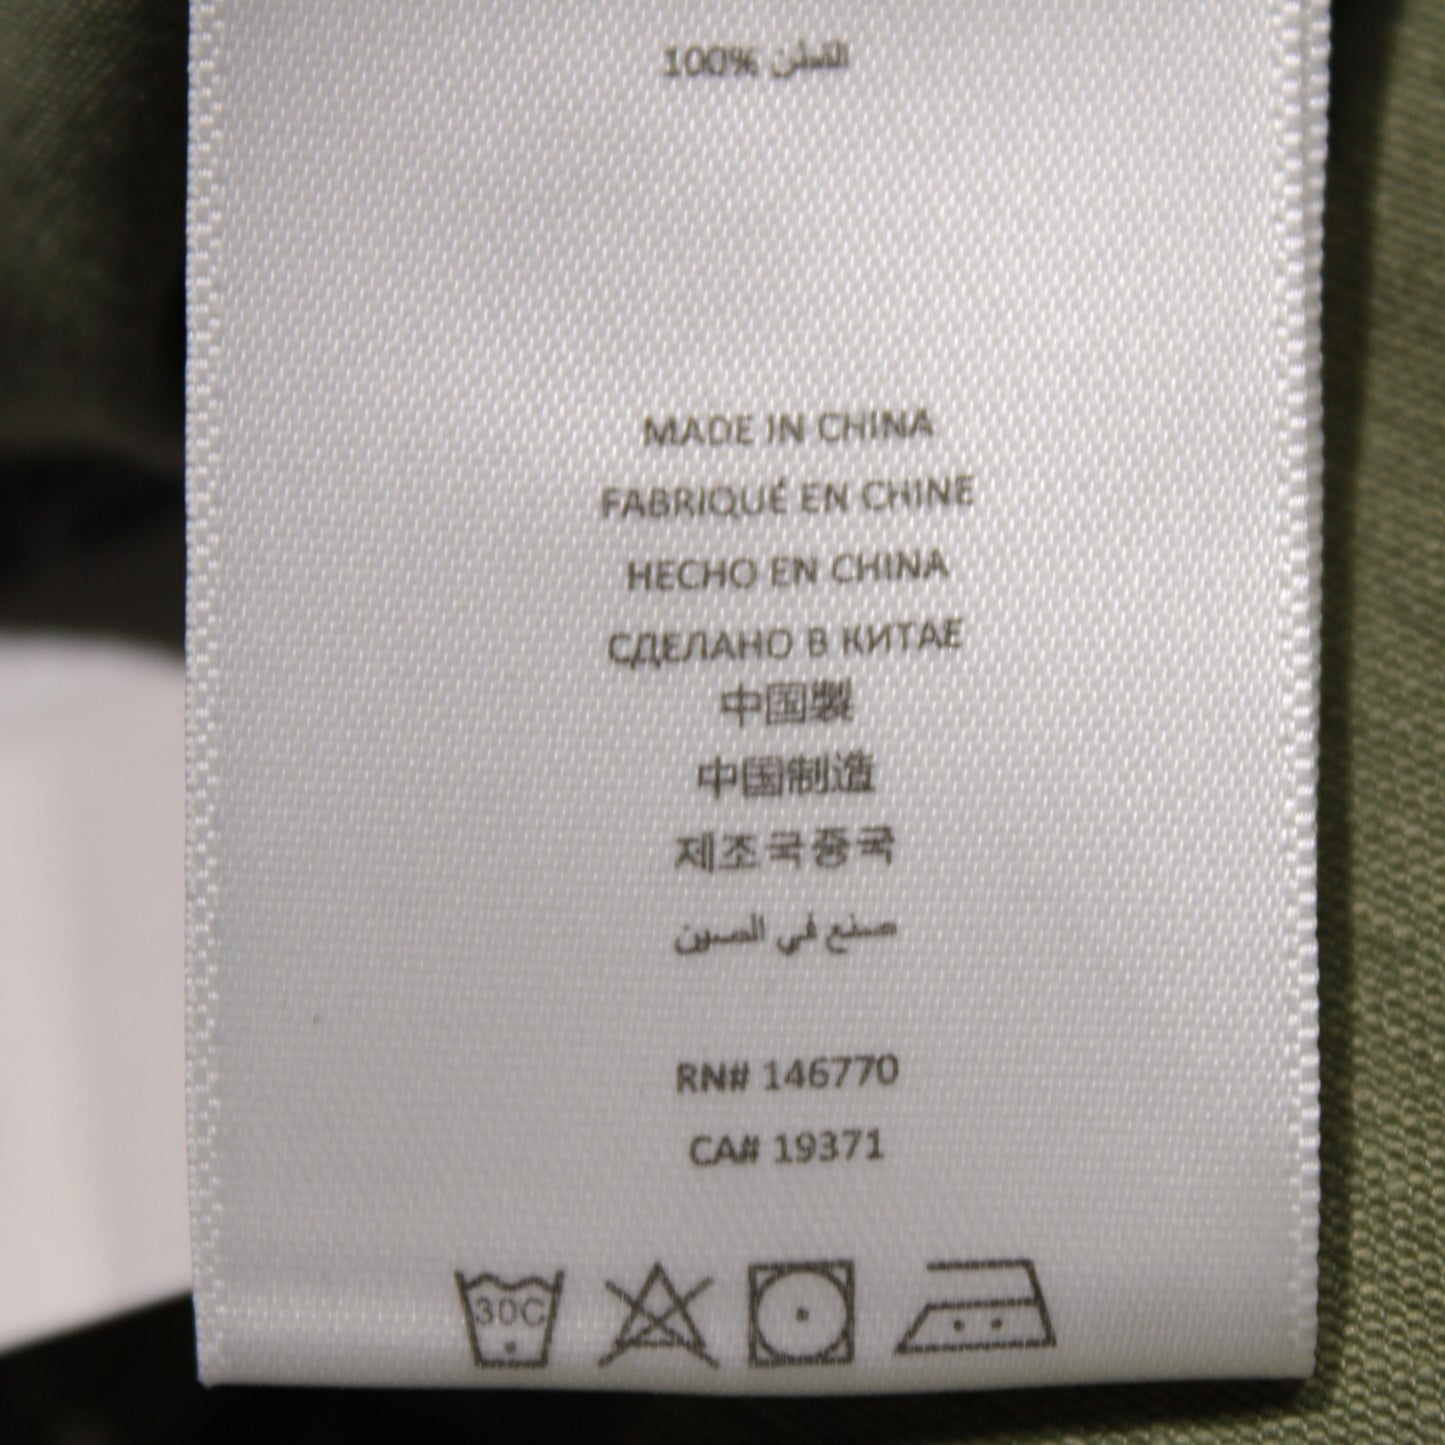 100% القطن
MADE IN CHINA
FABRIQUÉ EN CHINE
HECHO EN CHINA
СДЕЛАНО В КИТАЕ
中国製
中国制造
제조국중국
صنع في الصين
RN# 146770
CA# 19371
30C